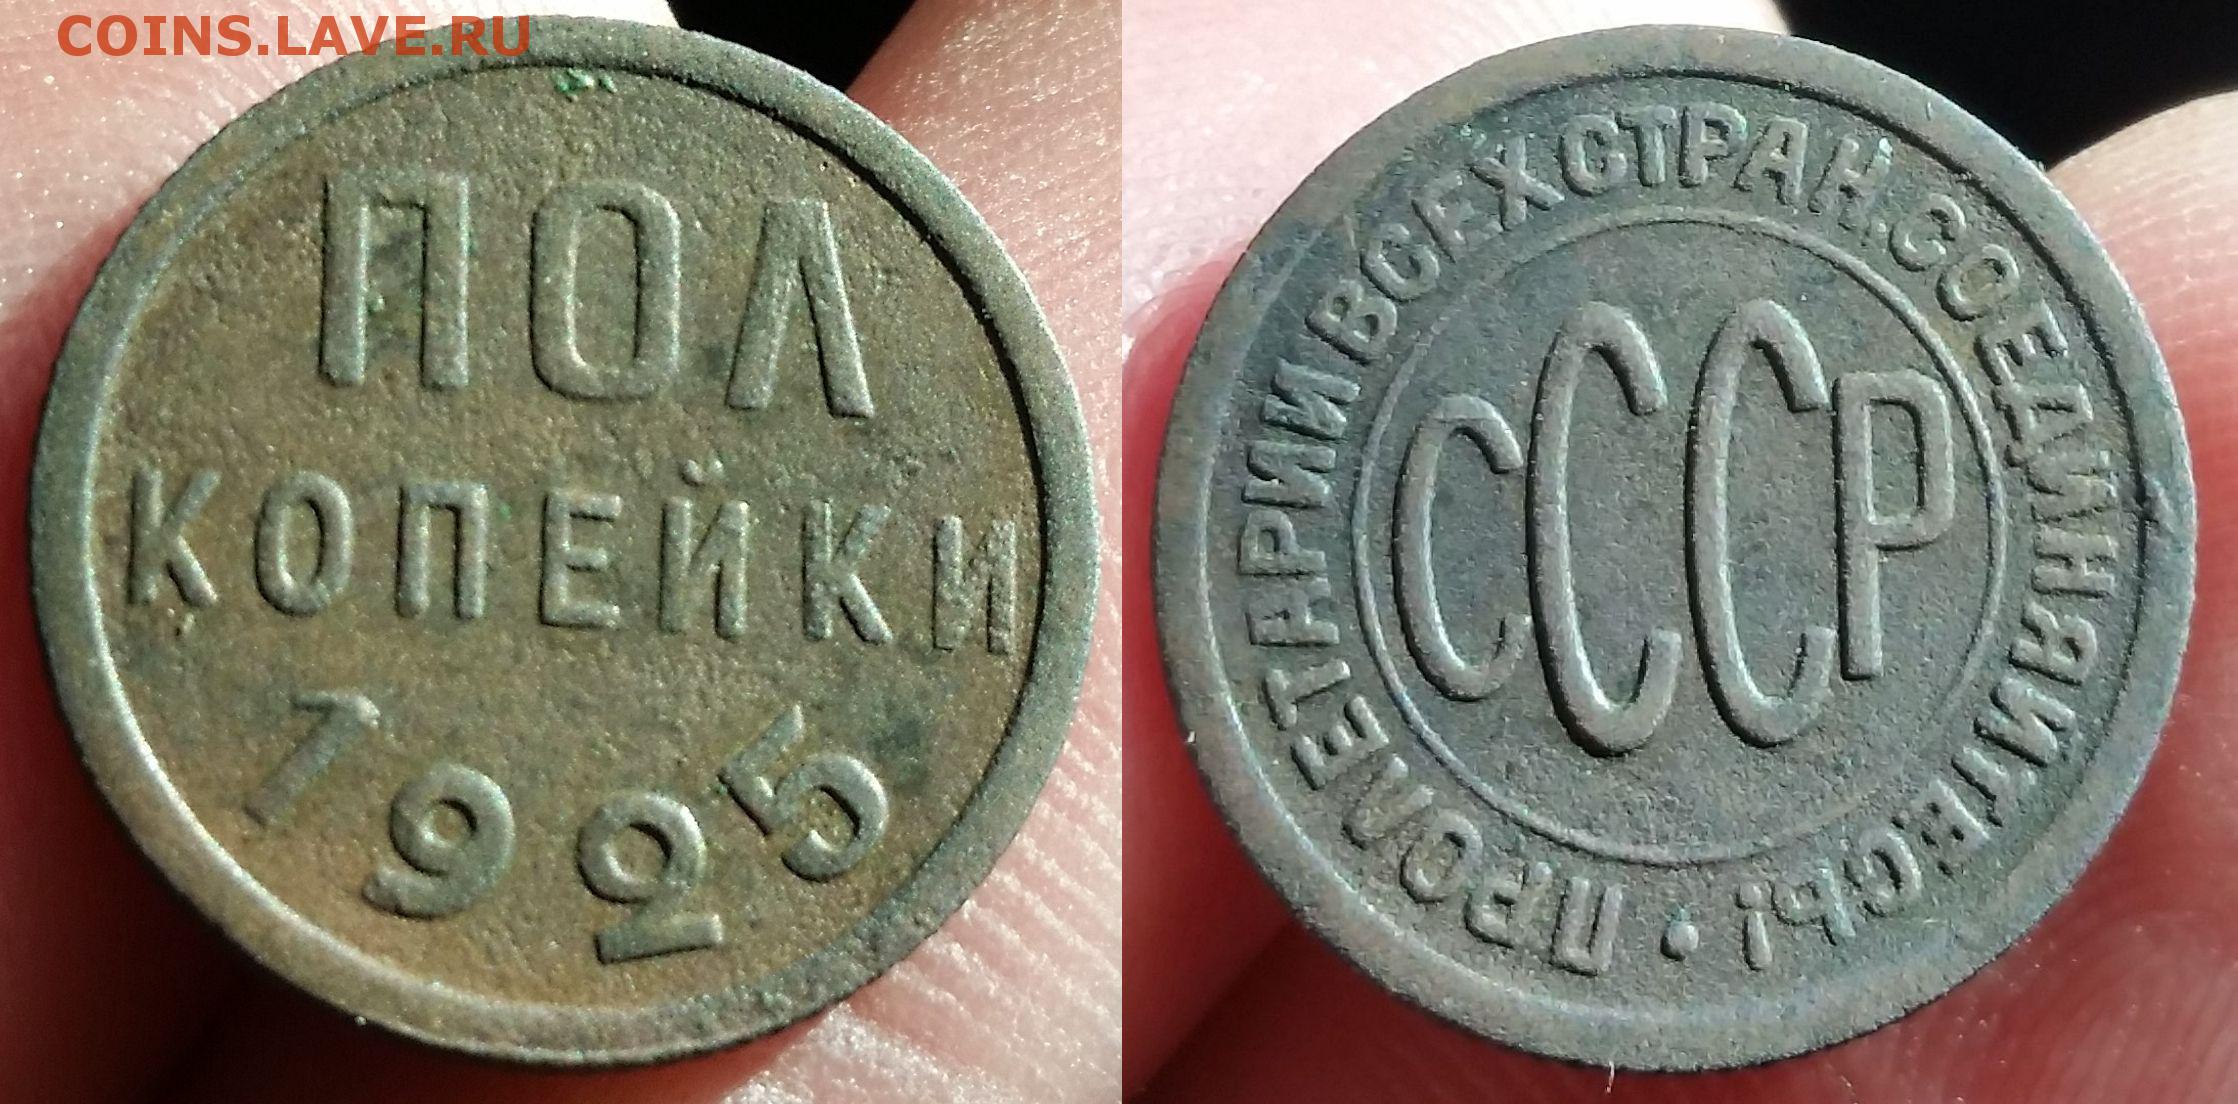 COINS.LAVE.RU
ПОЛ
КОПЕЙКИ
1925
ПРОЛЕТАРИИ ВСЕХ СТРАН, СОЕДИНЯЙТЕСЬ!
СССР